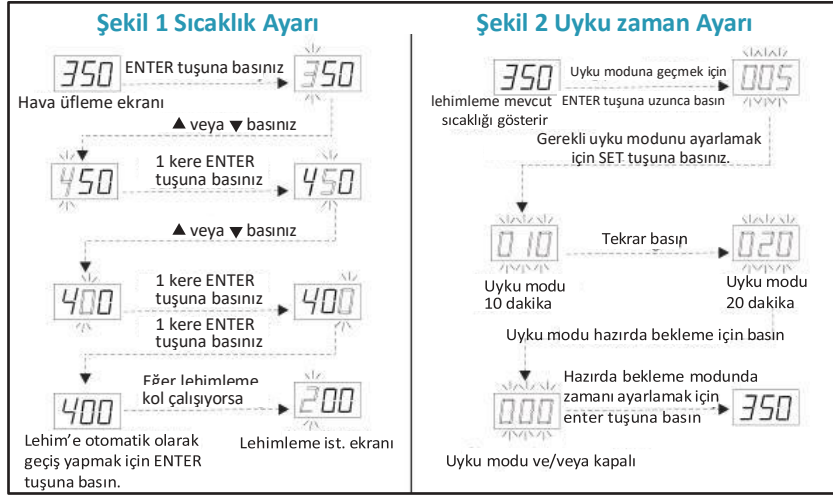 Şekil 1 Sıcaklık Ayarı
350
ENTER tuşuna basınız
350
Hava üfleme ekranı
▲ veya ▼ basınız
450
1 kere ENTER
tuşuna basınız
450
▲ veya ▼ basınız
400
1 kere ENTER
tuşuna basınız
400
1 kere ENTER
tuşuna basınız
400
Eğer lehimleme
kol çalışıyorsa
200
Lehim’e otomatik olarak
geçiş yapmak için ENTER
tuşuna basın.
Lehimleme ist. ekranı
Şekil 2 Uyku zaman Ayarı
350
Uyku moduna geçmek için
ENTER tuşuna uzunca basın
005
lehimleme mevcut
sıcaklığı gösterir
Gerekli uyku modunu ayarlamak
için SET tuşuna basınız.
010
Tekrar basın
020
Uyku modu
10 dakika
Uyku modu
20 dakika
Uyku modu hazırda bekleme için basin
000
Hazırda bekleme modunda
zamanı ayarlamak için
enter tuşuna basın
350
Uyku modu ve/veya kapalı